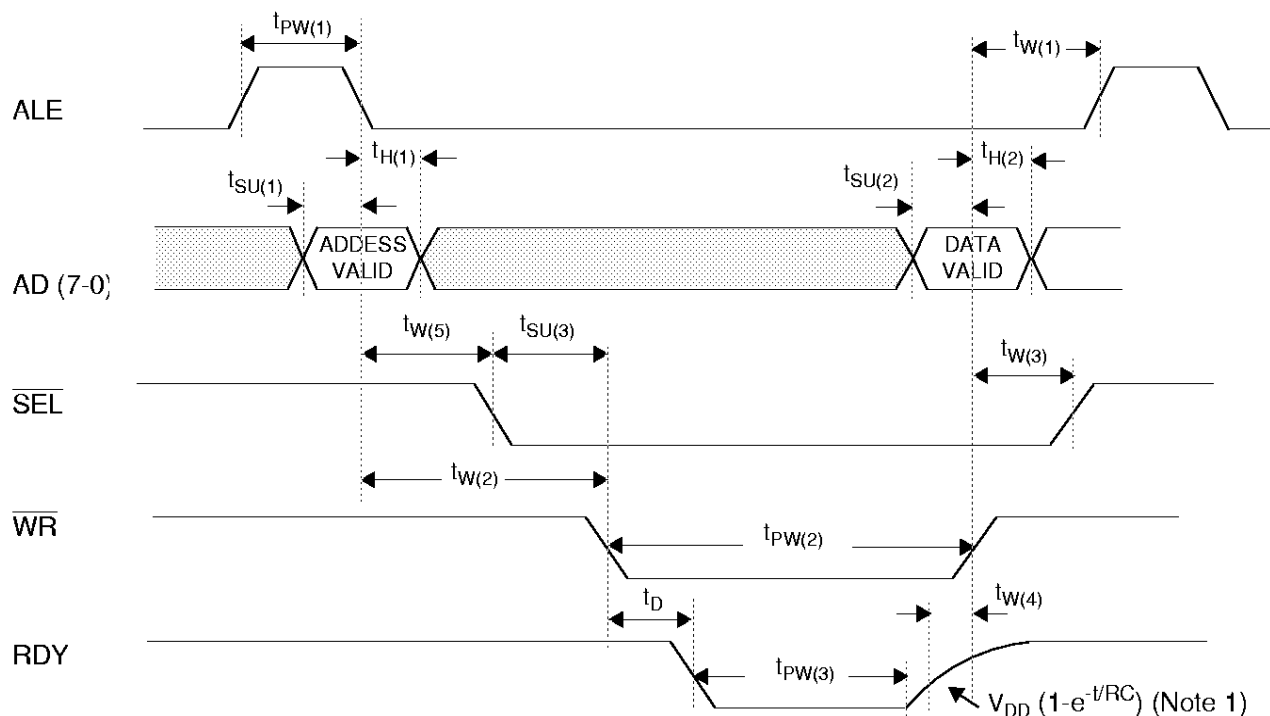 tPW(1)
tW(1)
ALE
tH(1)
tH(2)
tSU(1)
tSU(2)
ADDESS
VALID
DATA
VALID
AD (7-0)
tW(5)
tSU(3)
tW(3)
SEL
tW(2)
WR
tPW(2)
tD
tW(4)
RDY
tPW(3)
VDD (1-e-t/RC) (Note 1)